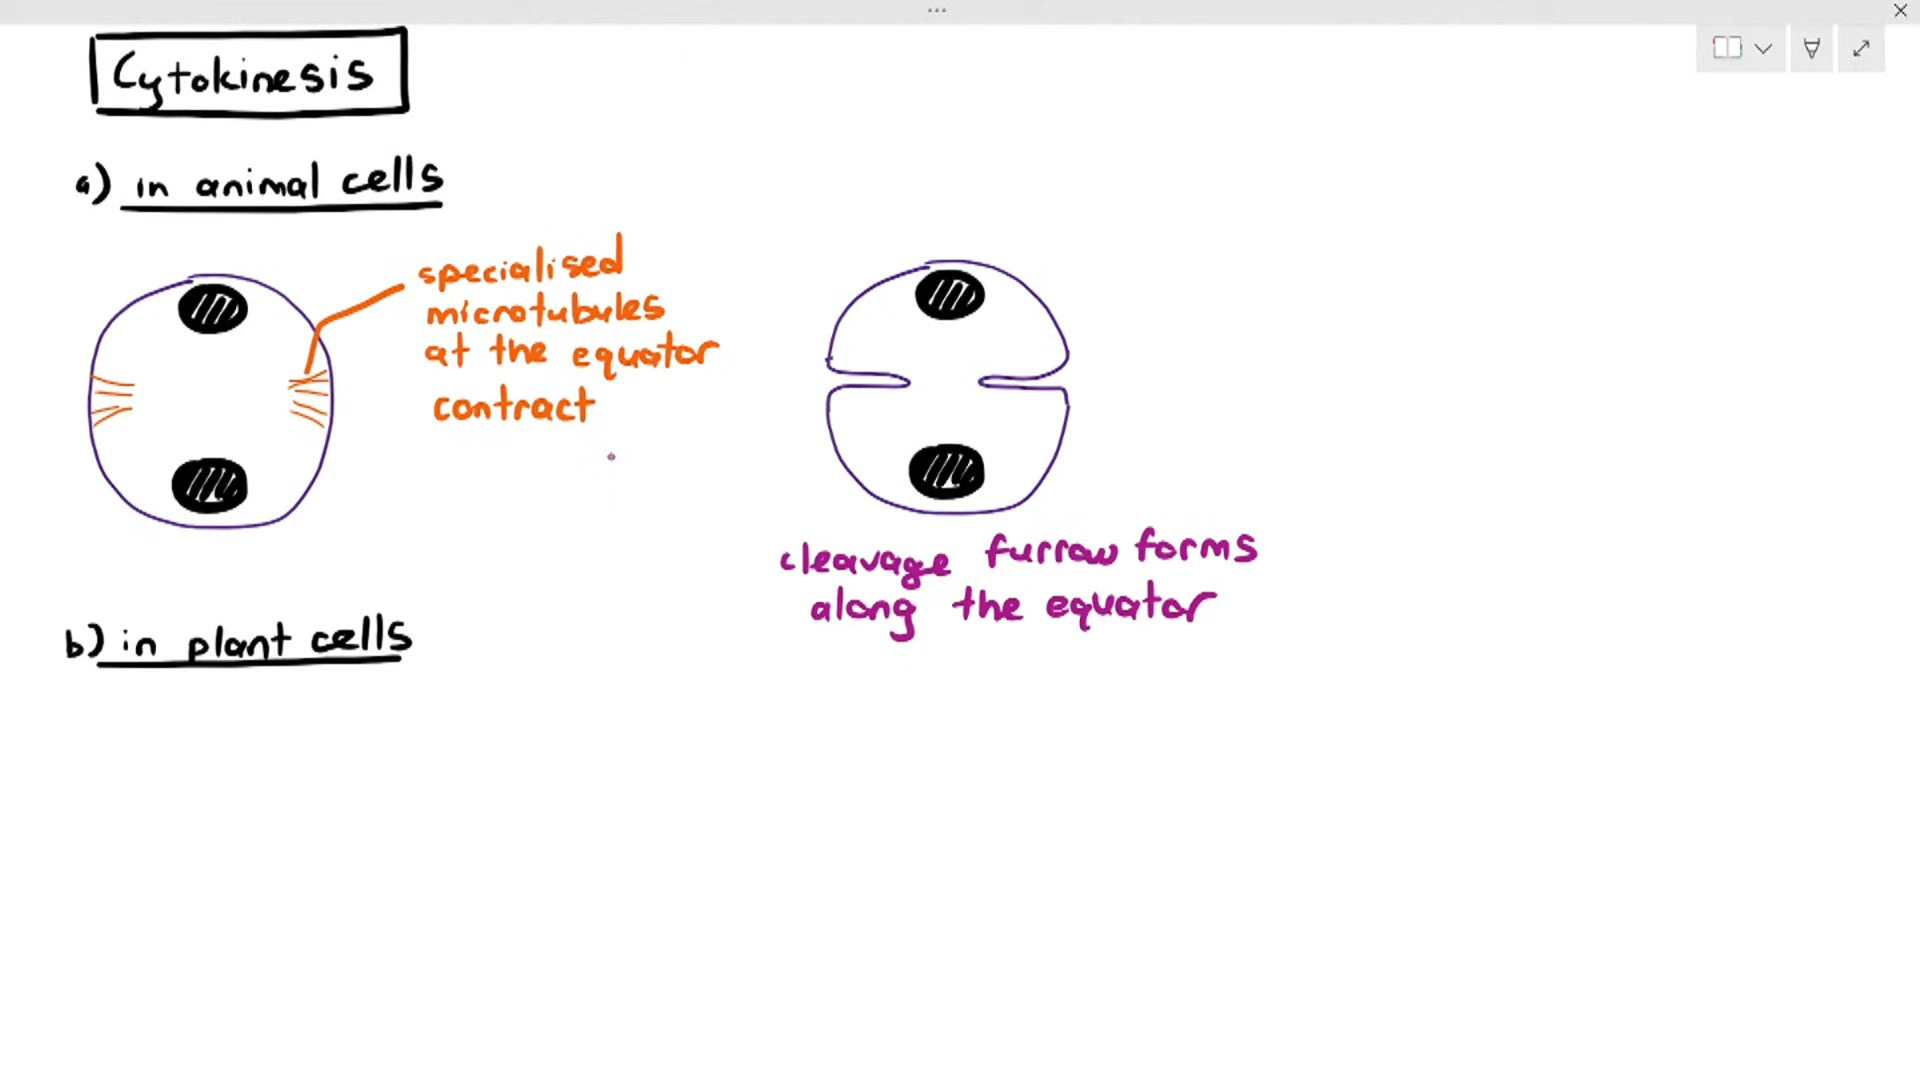 Cytokinesis
a) in animal cells
specialised
microtubules
at the equator
contract
cleavage furrow forms
along the equator
b) in plant cells